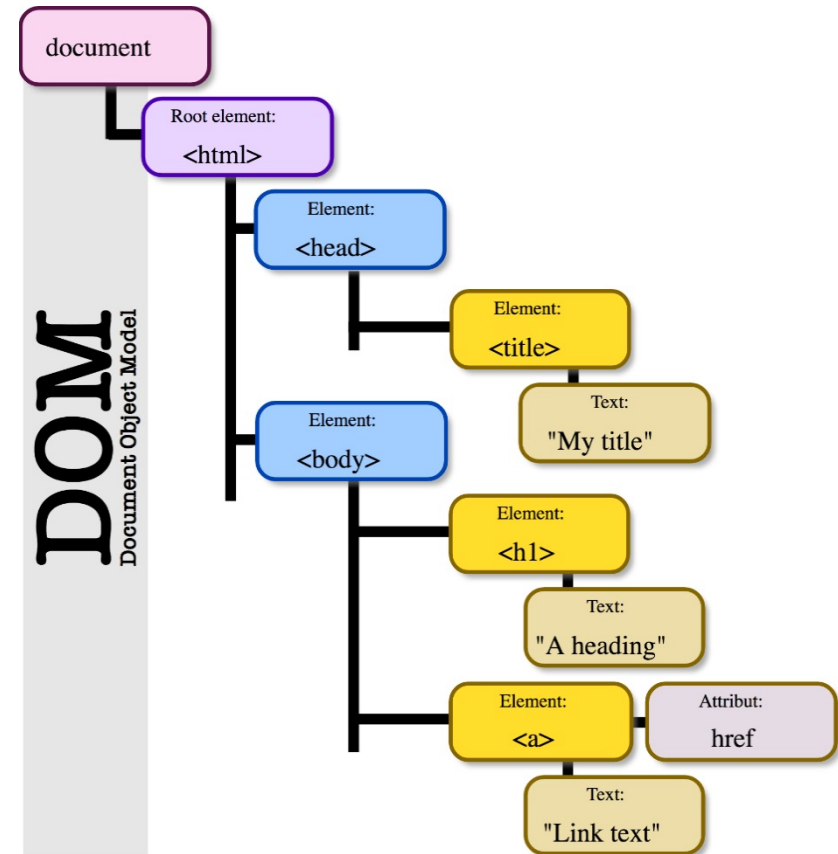 document
Root element:
<html>
Element:
<head>
Element:
<title>
Text:
"My title"
Element:
<body>
Element:
<h1>
Text:
"A heading"
Element:
<a>
Attribut:
href
Text:
"Link text"
DOM
Document Object Model